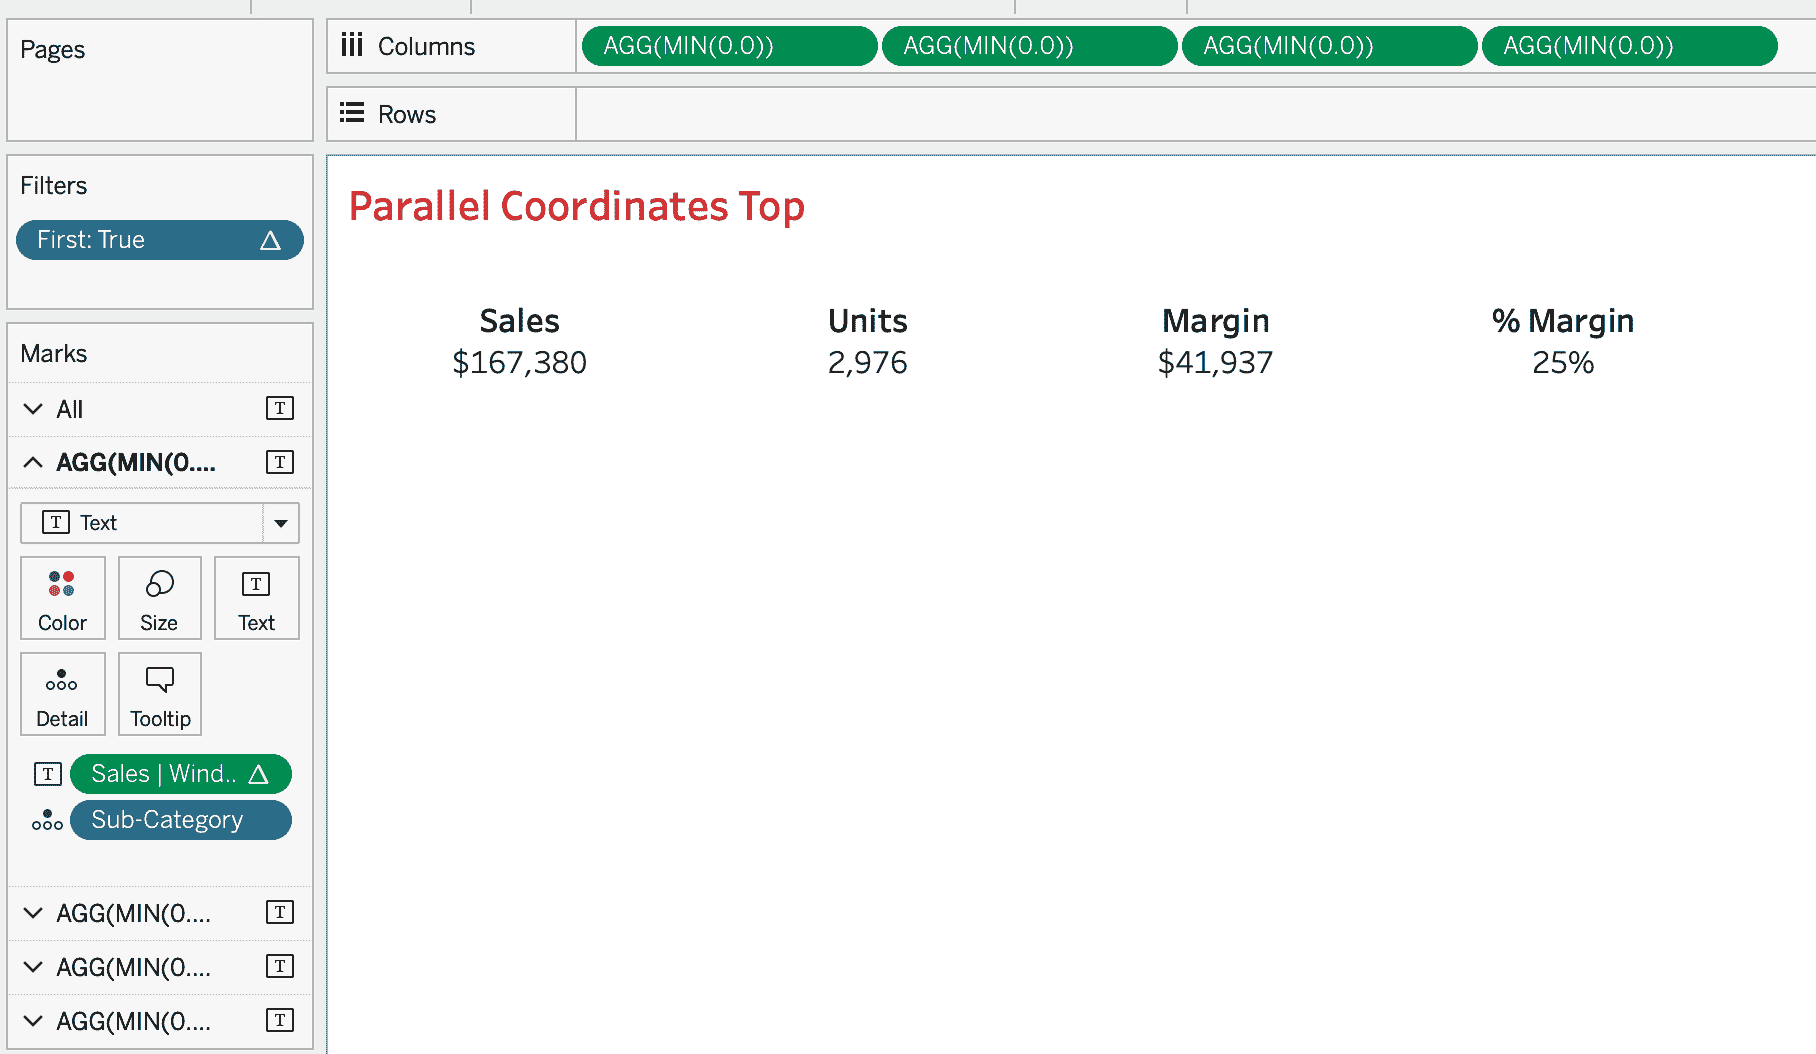 Pages
Columns
AGG(MIN(0.0))
AGG(MIN(0.0))
AGG(MIN(0.0))
AGG(MIN(0.0))
Rows
Filters
First: True
Marks
All
AGG(MIN(0....
Text
Color
Size
Text
Detail
Tooltip
Sales | Wind..
Sub-Category
AGG(MIN(0....
AGG(MIN(0....
AGG(MIN(0....
Parallel Coordinates Top
Sales
$167,380
Units
2,976
Margin
$41,937
% Margin
25%